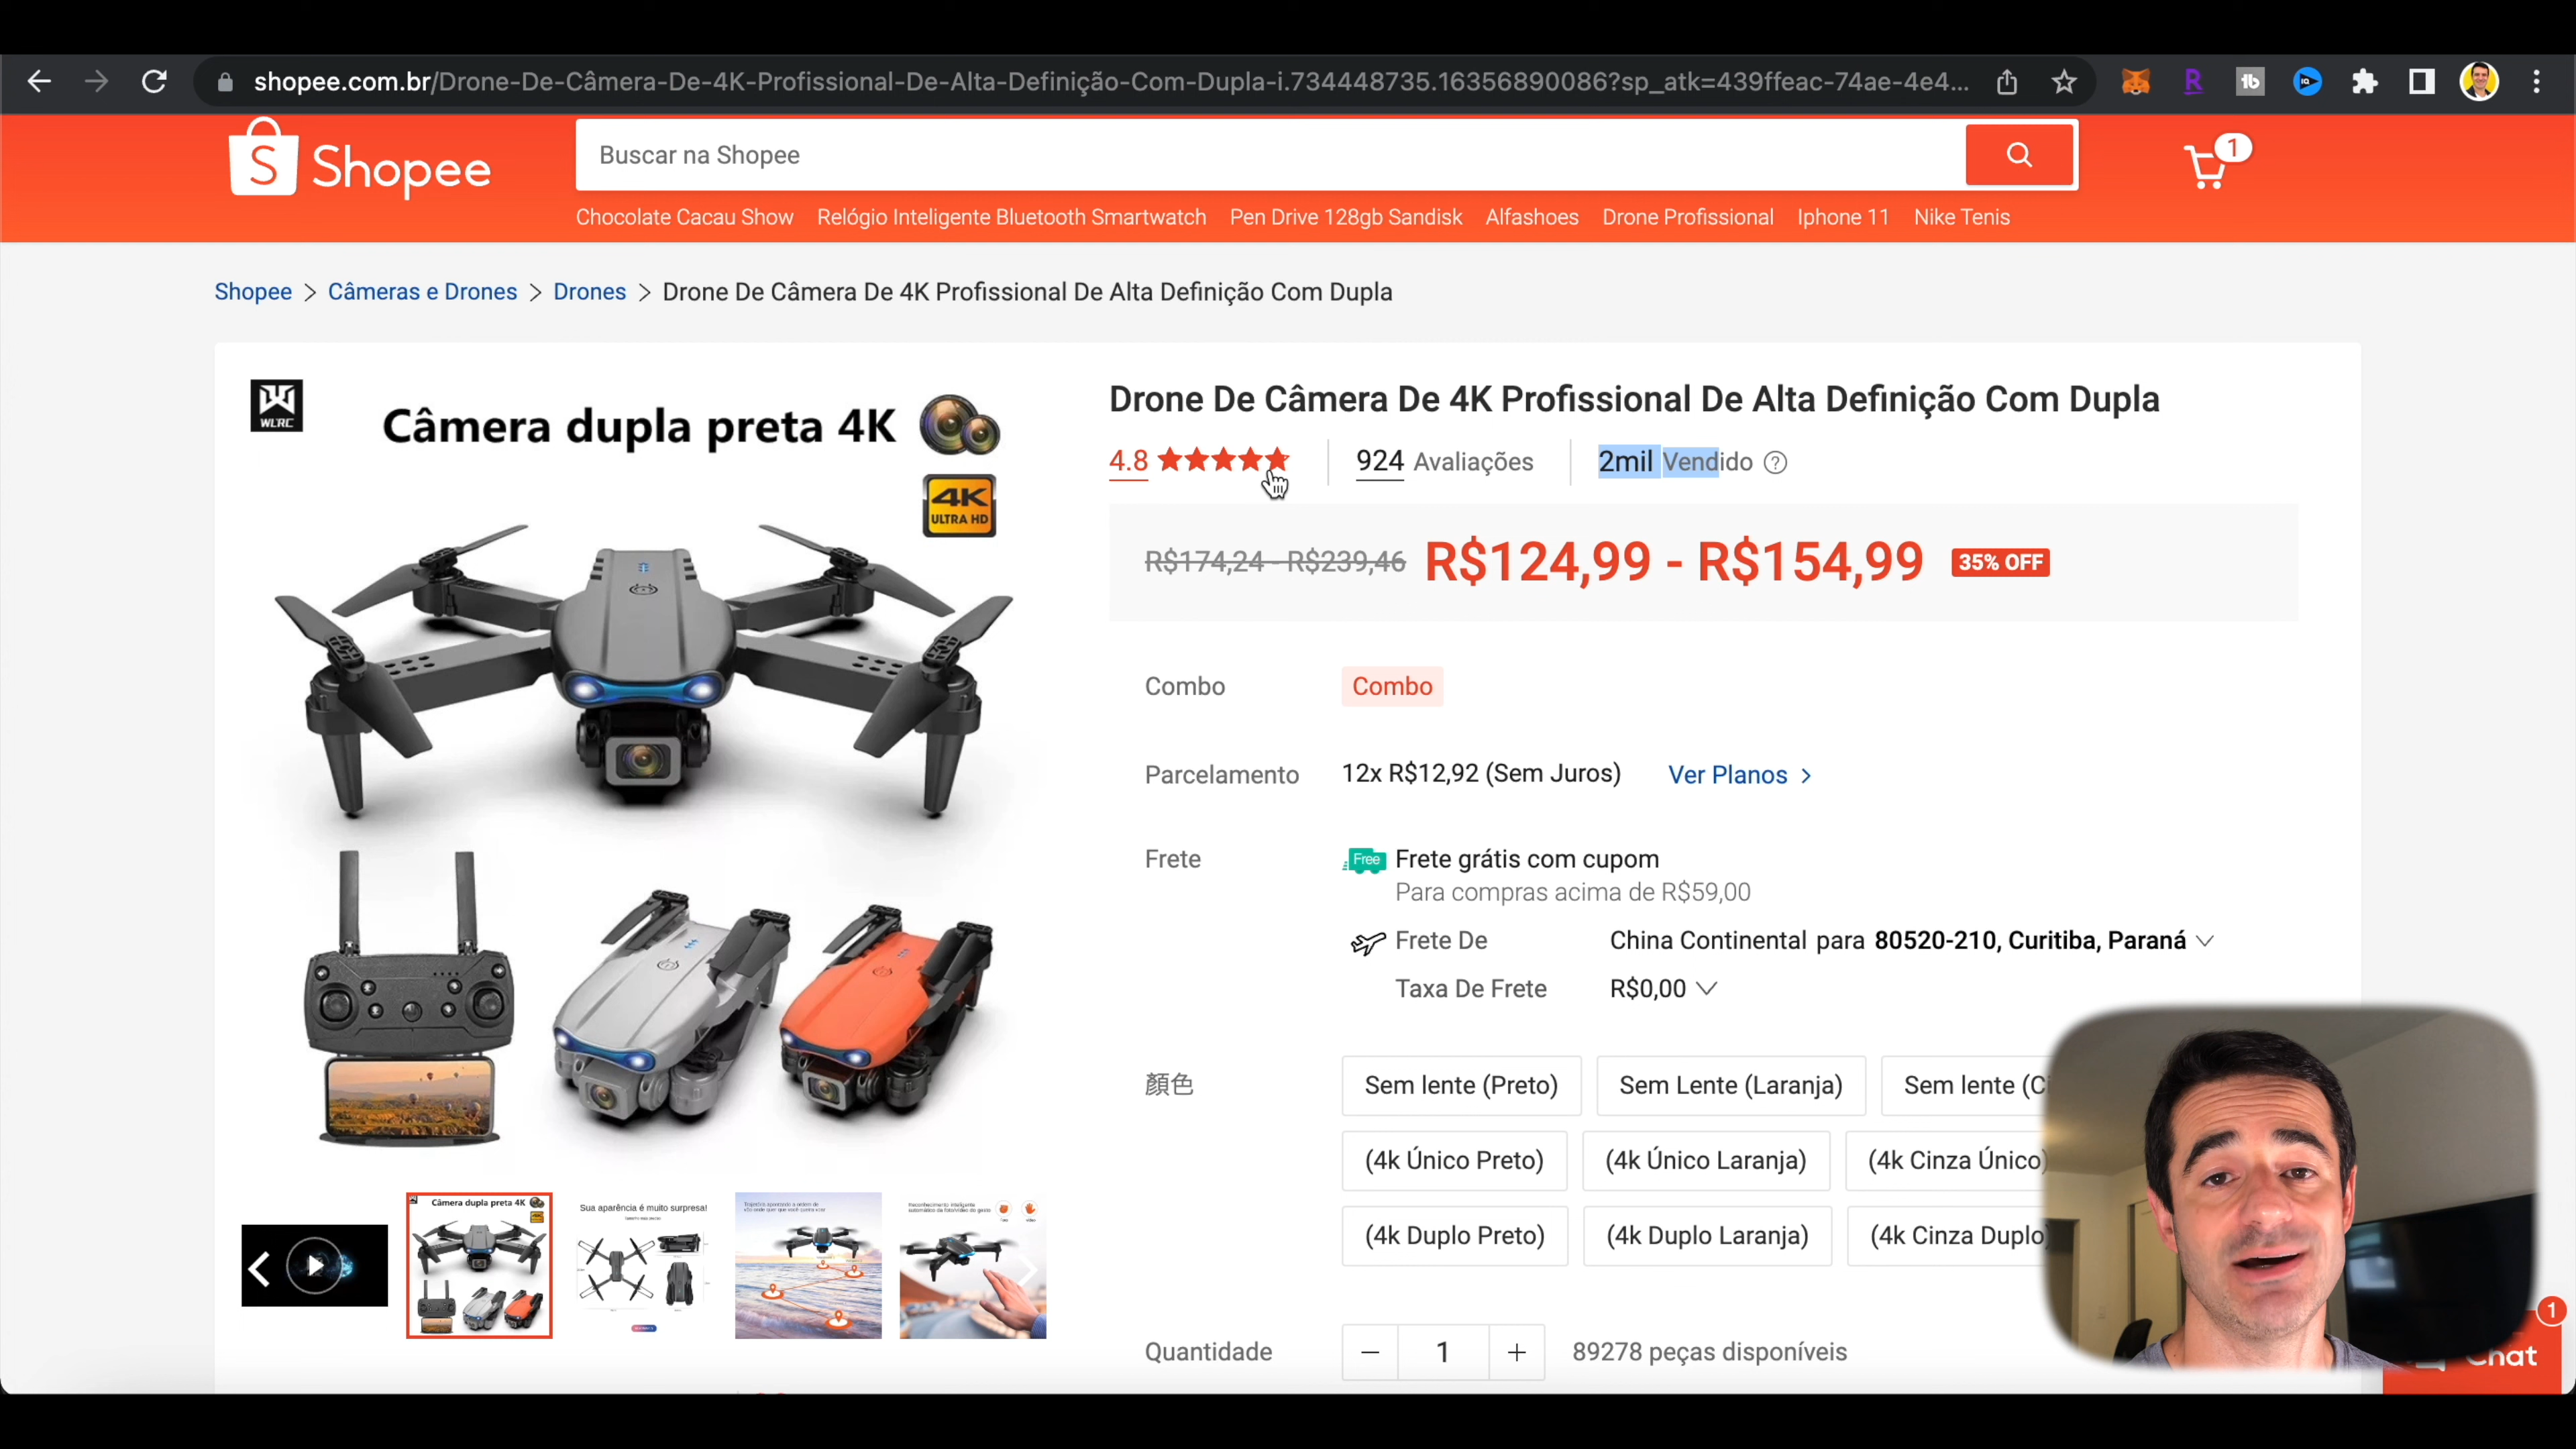 shopee.com.br/Drone-De-Câmera-De-4K-Profissional-De-Alta-Definição-Com-Dupla-i.734448735.16356890086?sp_atk=439ffeac-74ae-4e4...
Shopee
Buscar na Shopee
1
Chocolate Cacau Show Relógio Inteligente Bluetooth Smartwatch Pen Drive 128gb Sandisk Alfashoes Drone Profissional Iphone 11 Nike Tenis
Shopee > Câmeras e Drones > Drones > Drone De Câmera De 4K Profissional De Alta Definição Com Dupla
WLRC
Câmera dupla preta 4K
4K
ULTRA HD
Drone De Câmera De 4K Profissional De Alta Definição Com Dupla
4.8 924 Avaliações 2mil Vendido
R$174,24 - R$239,46 R$124,99 - R$154,99 35% OFF
Combo Combo
Parcelamento 12x R$12,92 (Sem Juros) Ver Planos >
Frete Free Frete grátis com cupom
Para compras acima de R$59,00
Frete De China Continental para 80520-210, Curitiba, Paraná
Taxa De Frete R$0,00
顏色 Sem lente (Preto) Sem Lente (Laranja) Sem lente (Ci
(4k Único Preto) (4k Único Laranja) (4k Cinza Único)
(4k Duplo Preto) (4k Duplo Laranja) (4k Cinza Duplo)
Câmera dupla preta 4K
Sua aparência é muito surpresa!
Quantidade − 1 + 89278 peças disponíveis
1
Chat